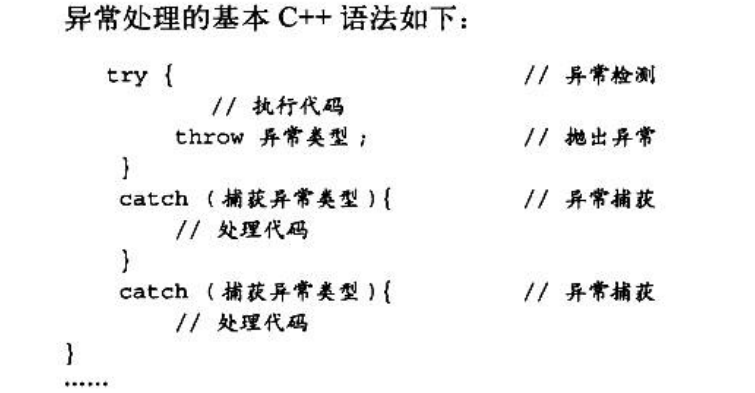 异常处理的基本 C++ 语法如下：
try { // 异常检测
// 执行代码
throw 异常类型 ; // 抛出异常
}
catch （捕获异常类型）{ // 异常捕获
// 处理代码
}
catch （捕获异常类型）{ // 异常捕获
// 处理代码
}
}
......